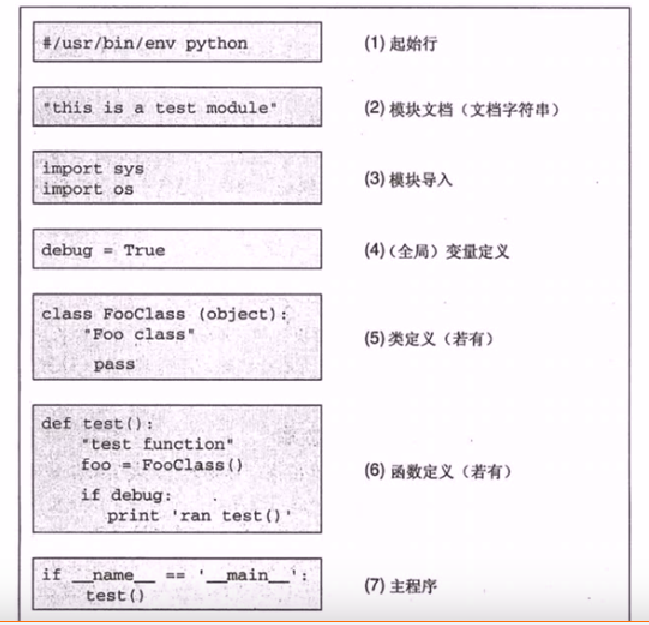 #/usr/bin/env python
(1) 起始行
"this is a test module"
(2) 模块文档（文档字符串）
import sys
import os
(3) 模块导入
debug = True
(4)（全局）变量定义
class FooClass (object):
"Foo class"
pass
(5) 类定义（若有）
def test():
"test function"
foo = FooClass()
if debug:
print 'ran test()'
(6) 函数定义（若有）
if __name__ == '__main__':
test()
(7) 主程序